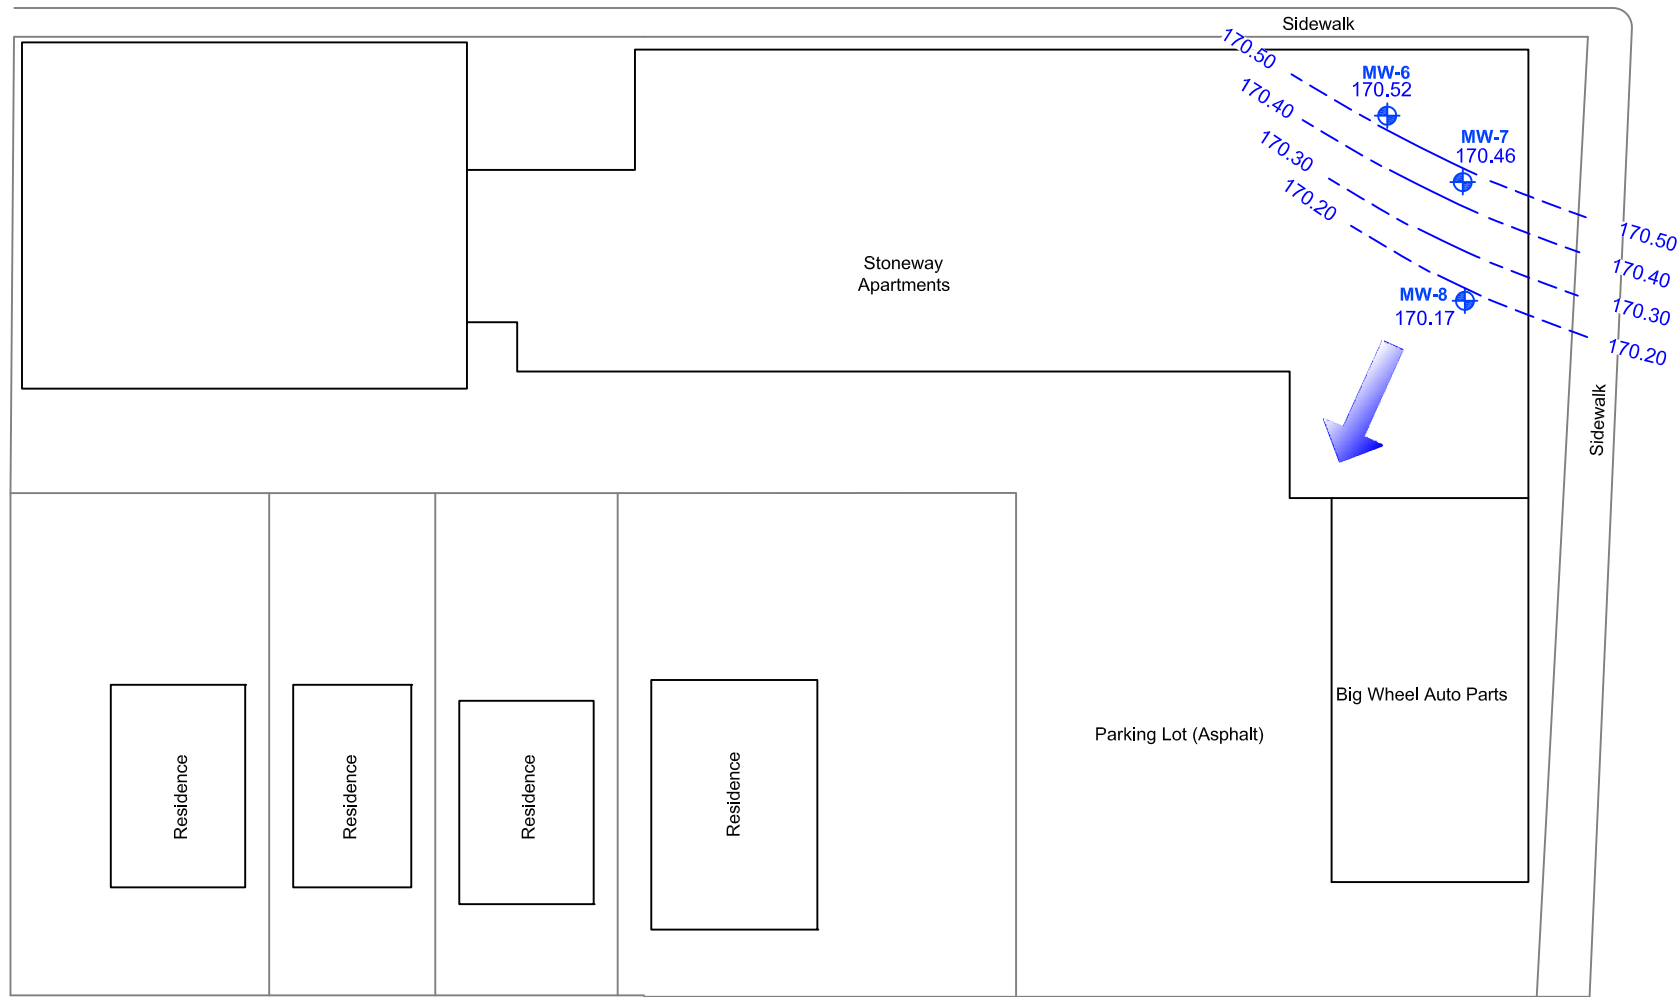 Sidewalk
170.50
MW-6
170.52
170.40
MW-7
170.46
170.30
170.20
170.50
Stoneway
Apartments
170.40
MW-8
170.17
170.30
170.20
Sidewalk
Big Wheel Auto Parts
Parking Lot (Asphalt)
Residence
Residence
Residence
Residence